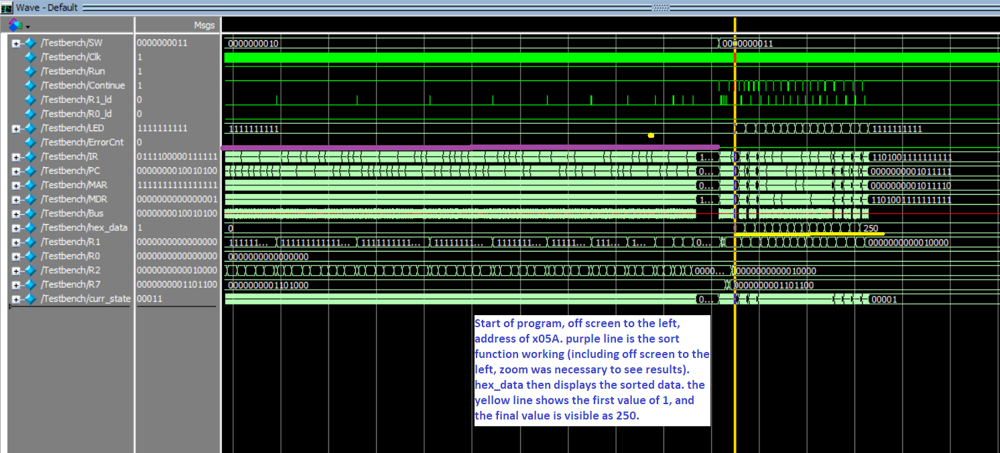 Wave - Default
Msgs
/Testbench/SW 0000000011 0000000010 0000000011
/Testbench/Clk 1
/Testbench/Run 1
/Testbench/Continue 1
/Testbench/R1_ld 0
/Testbench/R0_ld 0
/Testbench/LED 1111111111 1111111111 1111111111
/Testbench/ErrorCnt 0
/Testbench/IR 0111100000111111 1... 1101001111111111
/Testbench/PC 0000000010010100 0... 0000000001011111
/Testbench/MAR 1111111111111111 0... 0000000001011110
/Testbench/MDR 0000000000000001 1... 1101001111111111
/Testbench/Bus 0000000010010100
/Testbench/hex_data 1 0 250
/Testbench/R1 0000000000000000 111111... 1111111111111... 1111111111... 11111111... 1111111... 11111... 111... 1... 0... 0000000000010000
/Testbench/R0 0000000000000000 0000000000000000
/Testbench/R2 0000000000010000 0000... 0000000000010000
/Testbench/R7 0000000001101100 0000000001101000 0000000001101100
/Testbench/curr_state 00011 0... 00001
Start of program, off screen to the left,
address of x05A. purple line is the sort
function working (including off screen to the
left, zoom was necessary to see results).
hex_data then displays the sorted data. the
yellow line shows the first value of 1, and
the final value is visible as 250.